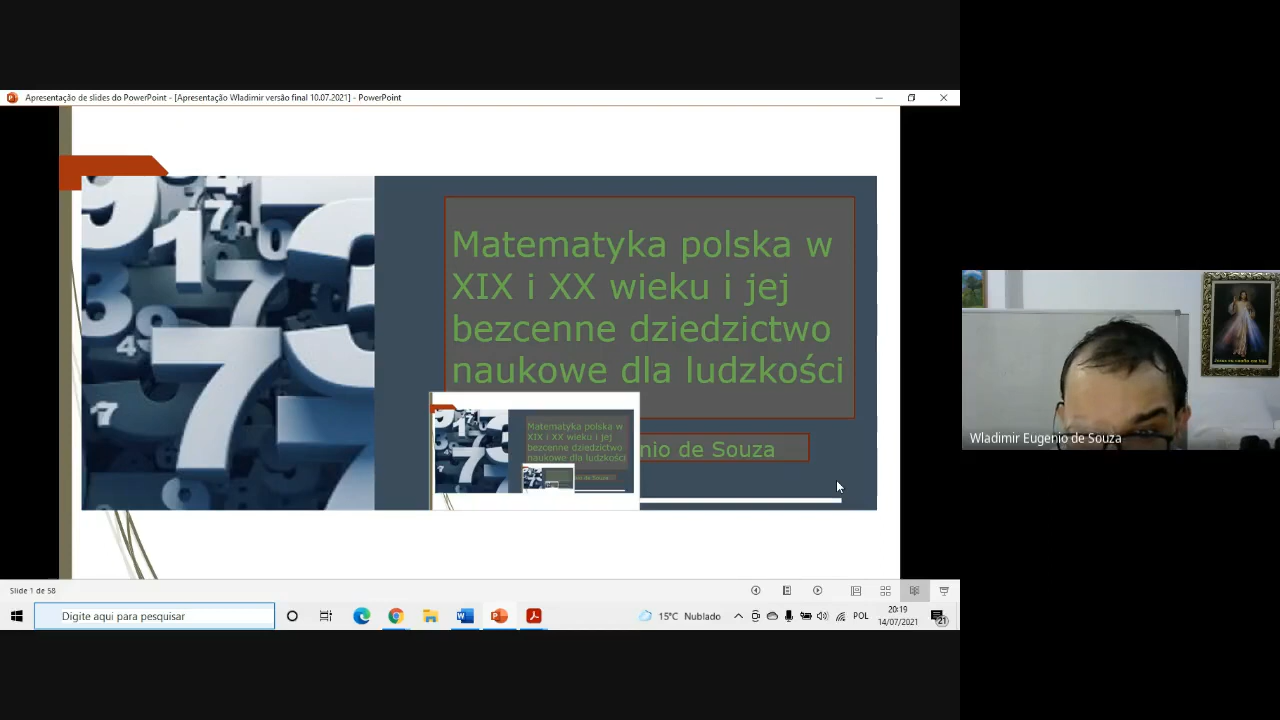 Apresentação de slides do PowerPoint - [Apresentação Wladimir versão final 10.07.2021] - PowerPoint
Matematyka polska w
XIX i XX wieku i jej
bezcenne dziedzictwo
naukowe dla ludzkości
nio de Souza
Matematyka polska w
XIX i XX wieku i jej
bezcenne dziedzictwo
naukowe dla ludzkości
Wladimir Eugenio de Souza
Slide 1 de 58
Digite aqui para pesquisar
15°C Nublado
POL
20:19
14/07/2021
21